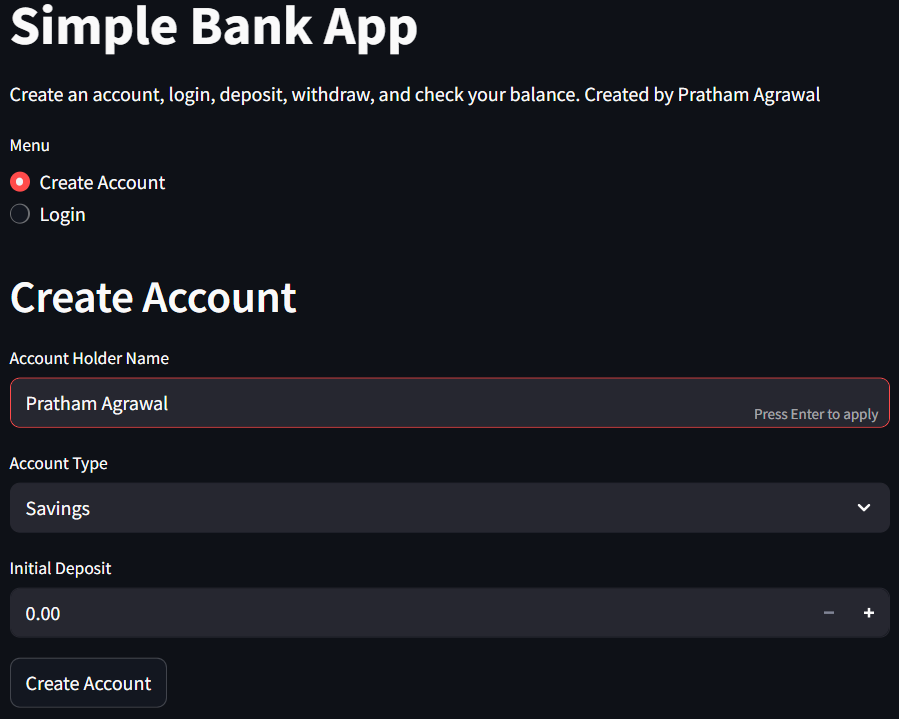 Simple Bank App
Create an account, login, deposit, withdraw, and check your balance. Created by Pratham Agrawal
Menu
Create Account
Login
Create Account
Account Holder Name
Pratham Agrawal
Press Enter to apply
Account Type
Savings
Initial Deposit
0.00
Create Account